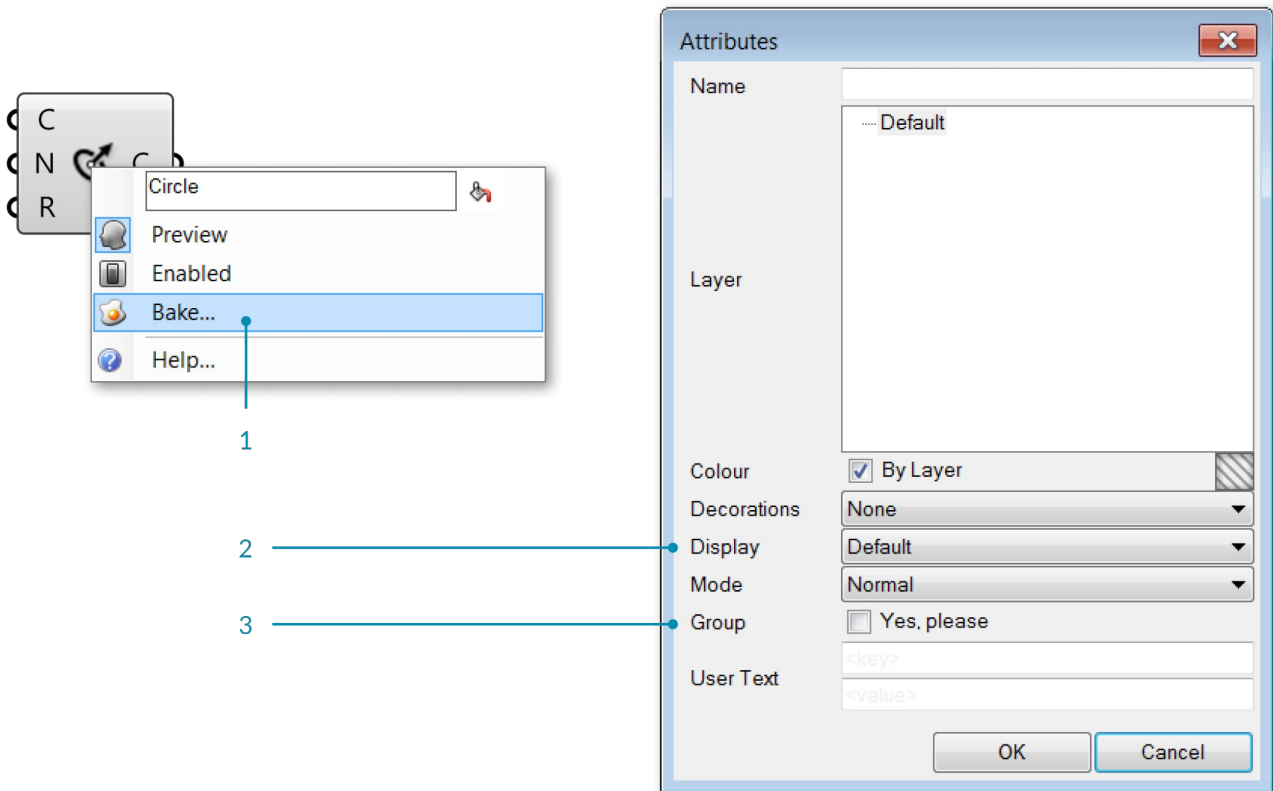 C
N
C
R
Circle
Preview
Enabled
Bake...
Help...
1
2
3
Attributes
Name
Default
Layer
Colour
By Layer
Decorations
None
Display
Default
Mode
Normal
Group
Yes, please
User Text
<key>
<value>
OK
Cancel